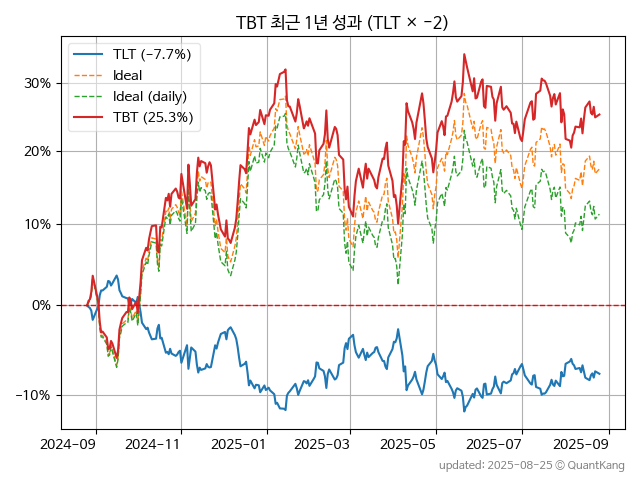 TBT 최근 1년 성과 (TLT × −2)
TLT (−7.7%)
Ideal
Ideal (daily)
TBT (25.3%)
30%
20%
10%
0%
−10%
2024-09 2024-11 2025-01 2025-03 2025-05 2025-07 2025-09
updated: 2025-08-25 © QuantKang